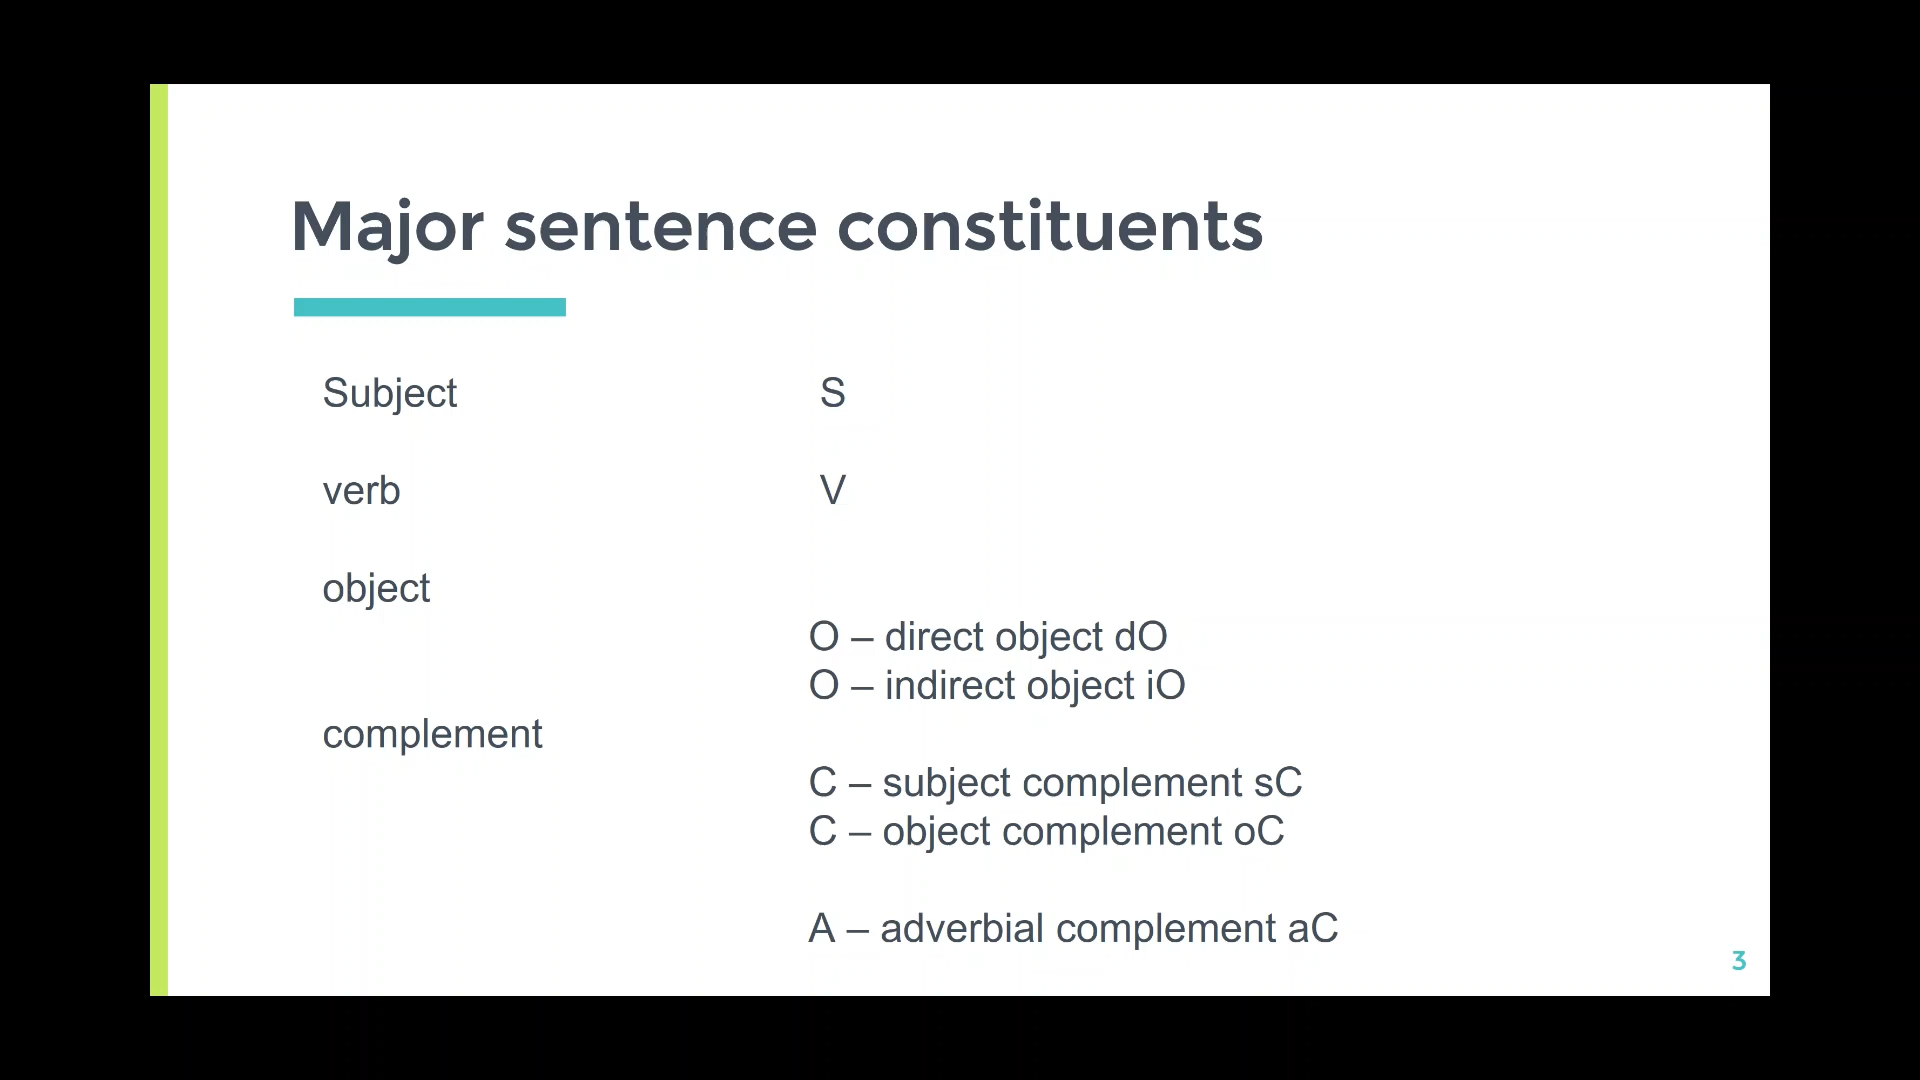 Major sentence constituents
Subject S
verb V
object
O – direct object dO
O – indirect object iO
complement
C – subject complement sC
C – object complement oC
A – adverbial complement aC
3